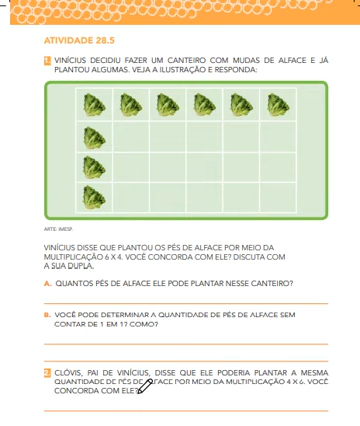 ATIVIDADE 28.5
1. VINÍCIUS DECIDIU FAZER UM CANTEIRO COM MUDAS DE ALFACE E JÁ
PLANTOU ALGUMAS. VEJA A ILUSTRAÇÃO E RESPONDA:
ARTE: IMESP.
VINÍCIUS DISSE QUE PLANTOU OS PÉS DE ALFACE POR MEIO DA
MULTIPLICAÇÃO 6 X 4. VOCÊ CONCORDA COM ELE? DISCUTA COM
A SUA DUPLA.
A. QUANTOS PÉS DE ALFACE ELE PODE PLANTAR NESSE CANTEIRO?
B. VOCÊ PODE DETERMINAR A QUANTIDADE DE PÉS DE ALFACE SEM
CONTAR DE 1 EM 1? COMO?
2. CLÓVIS, PAI DE VINÍCIUS, DISSE QUE ELE PODERIA PLANTAR A MESMA
QUANTIDADE DE PÉS DE ALFACE POR MEIO DA MULTIPLICAÇÃO 4 X 6. VOCÊ
CONCORDA COM ELE?